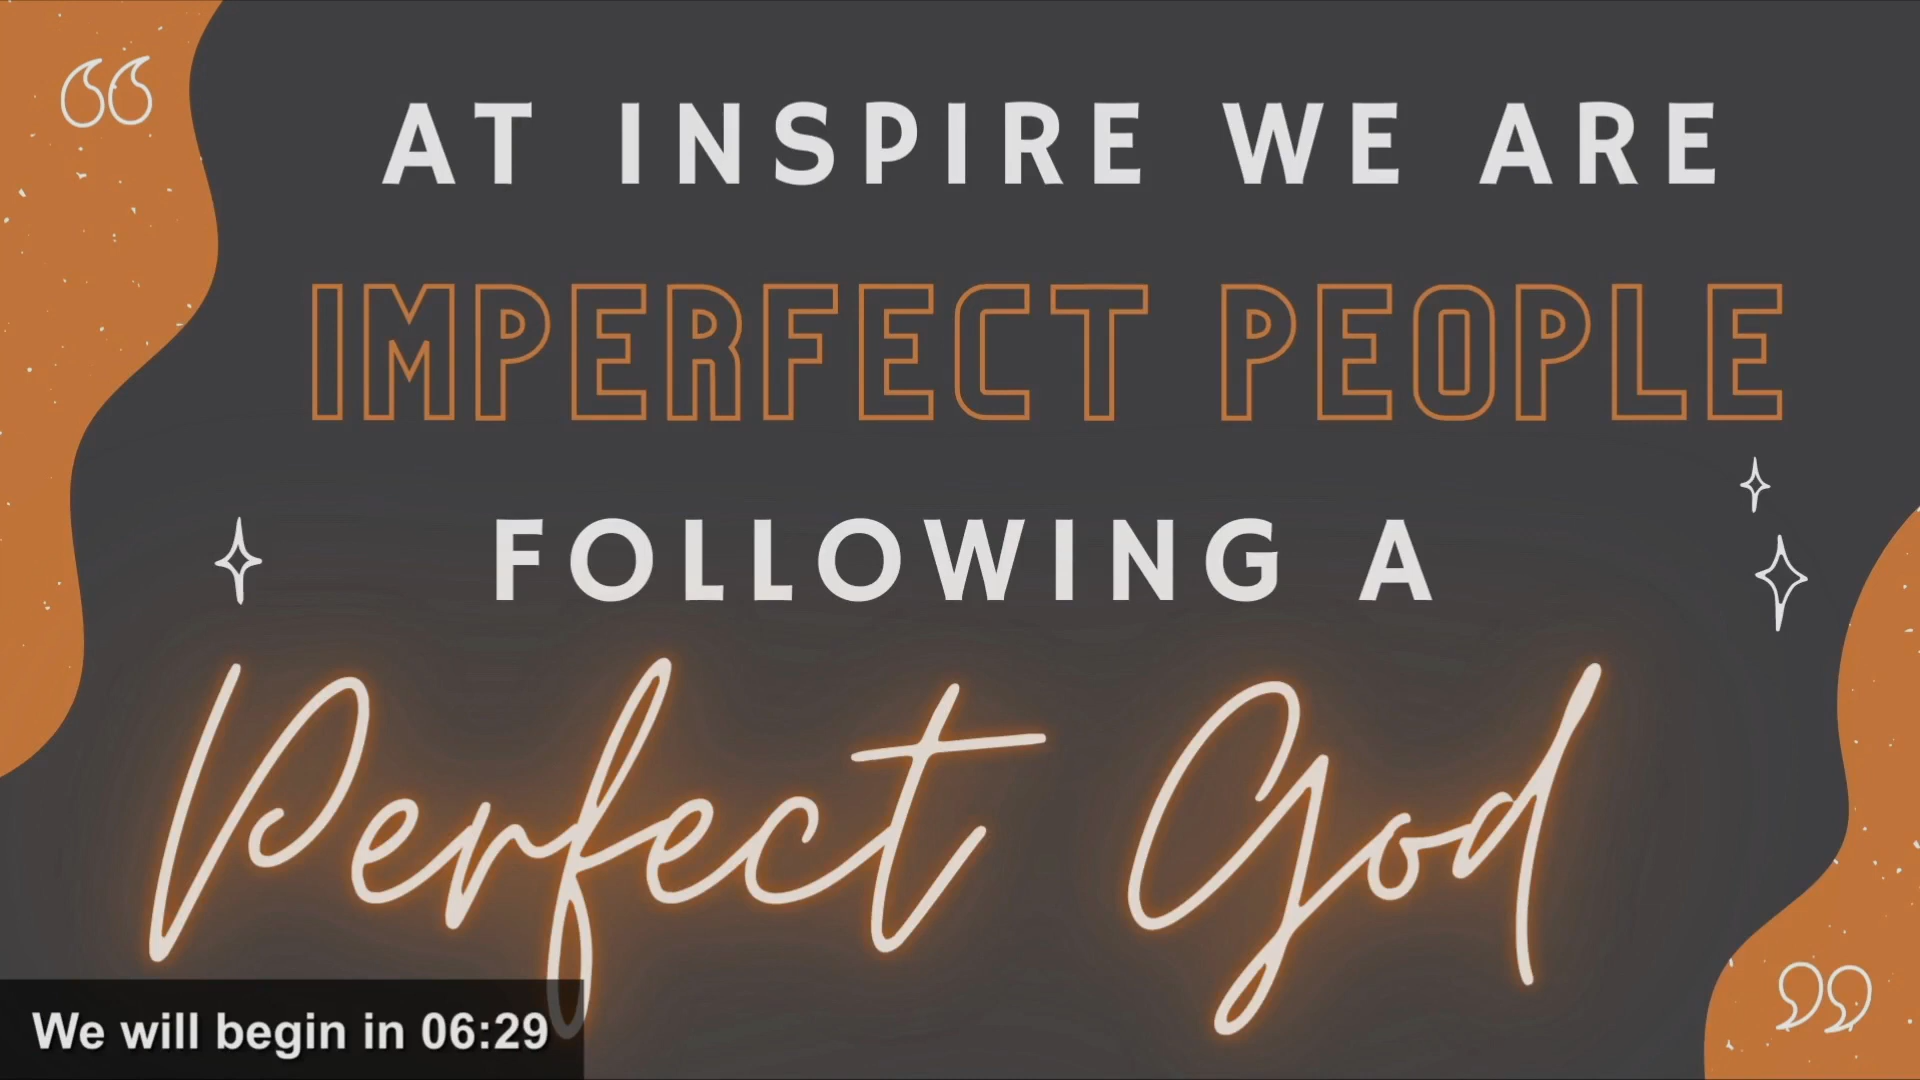 AT INSPIRE WE ARE
IMPERFECT PEOPLE
FOLLOWING A
Perfect God
We will begin in 06:29